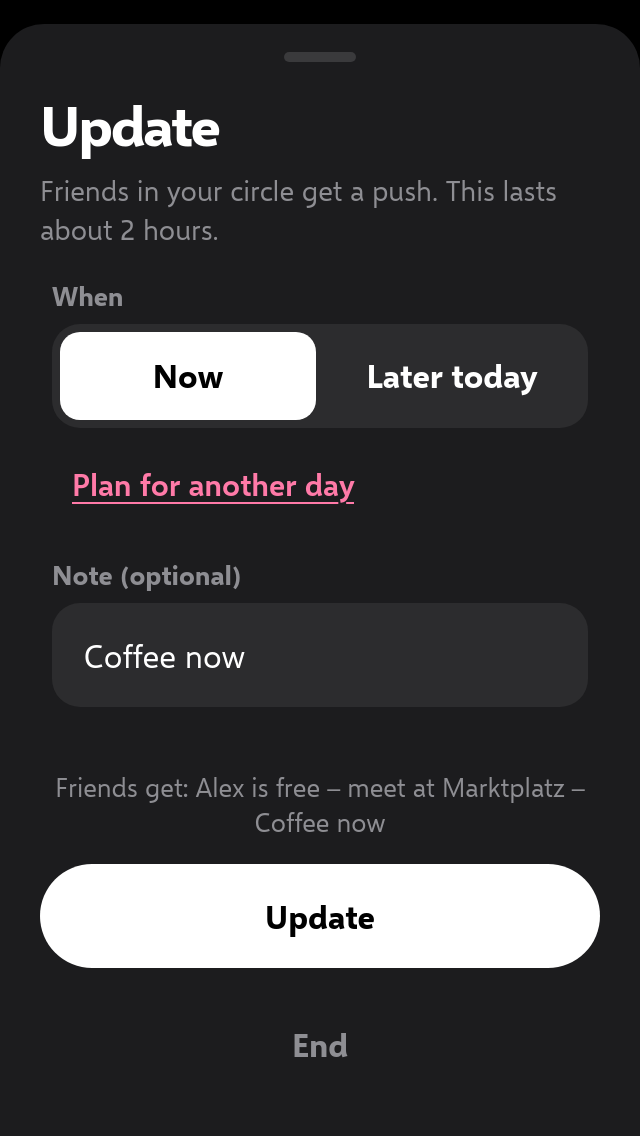 Update
Friends in your circle get a push. This lasts
about 2 hours.
When
Now
Later today
Plan for another day
Note (optional)
Coffee now
Friends get: Alex is free – meet at Marktplatz –
Coffee now
Update
End